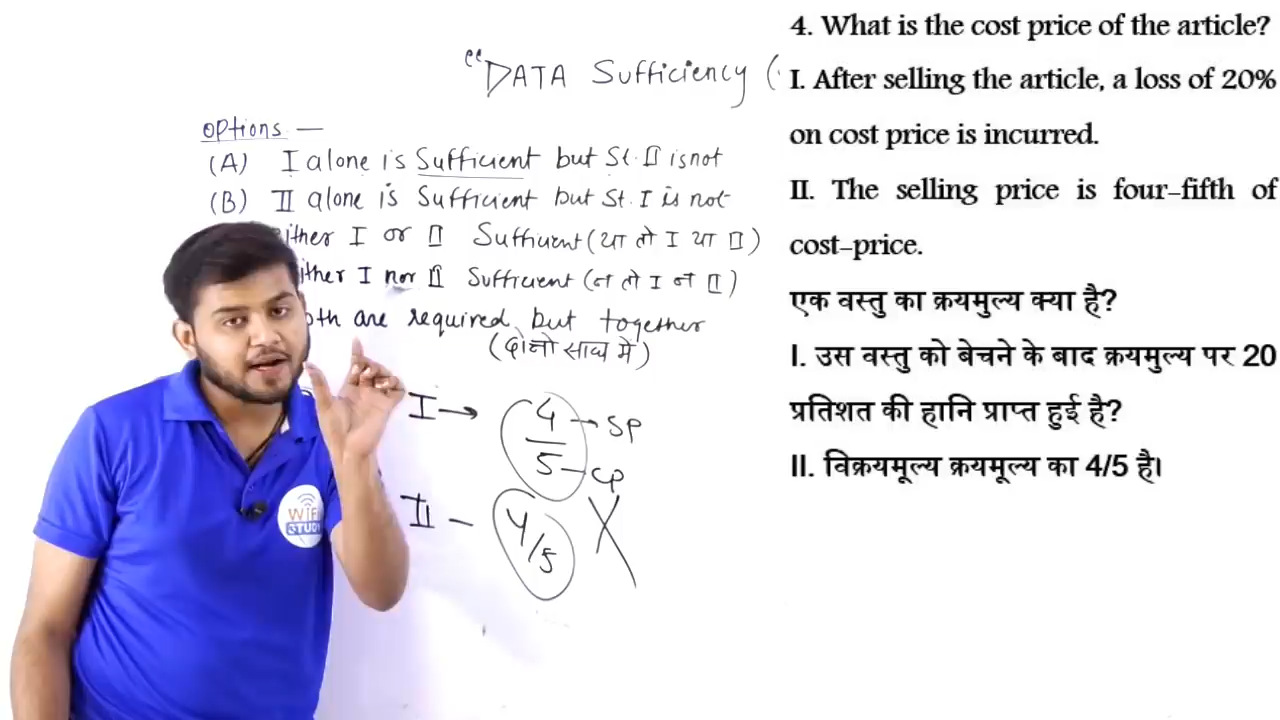 "DATA Sufficiency (
options —
(A) I alone is Sufficient but St. II is not
(B) II alone is Sufficient but St. I is not
ither I or II Sufficient (या तो I या II)
ither I nor II Sufficient (न तो I न II)
oth are required but together
(दोनो साथ में)
I → 4/5 SP CP
II – 4/5 X
WiFi
STUDY
4. What is the cost price of the article?
I. After selling the article, a loss of 20%
on cost price is incurred.
II. The selling price is four-fifth of
cost-price.
एक वस्तु का क्रयमुल्य क्या है?
I. उस वस्तु को बेचने के बाद क्रयमुल्य पर 20
प्रतिशत की हानि प्राप्त हुई है?
II. विक्रयमूल्य क्रयमूल्य का 4/5 है।